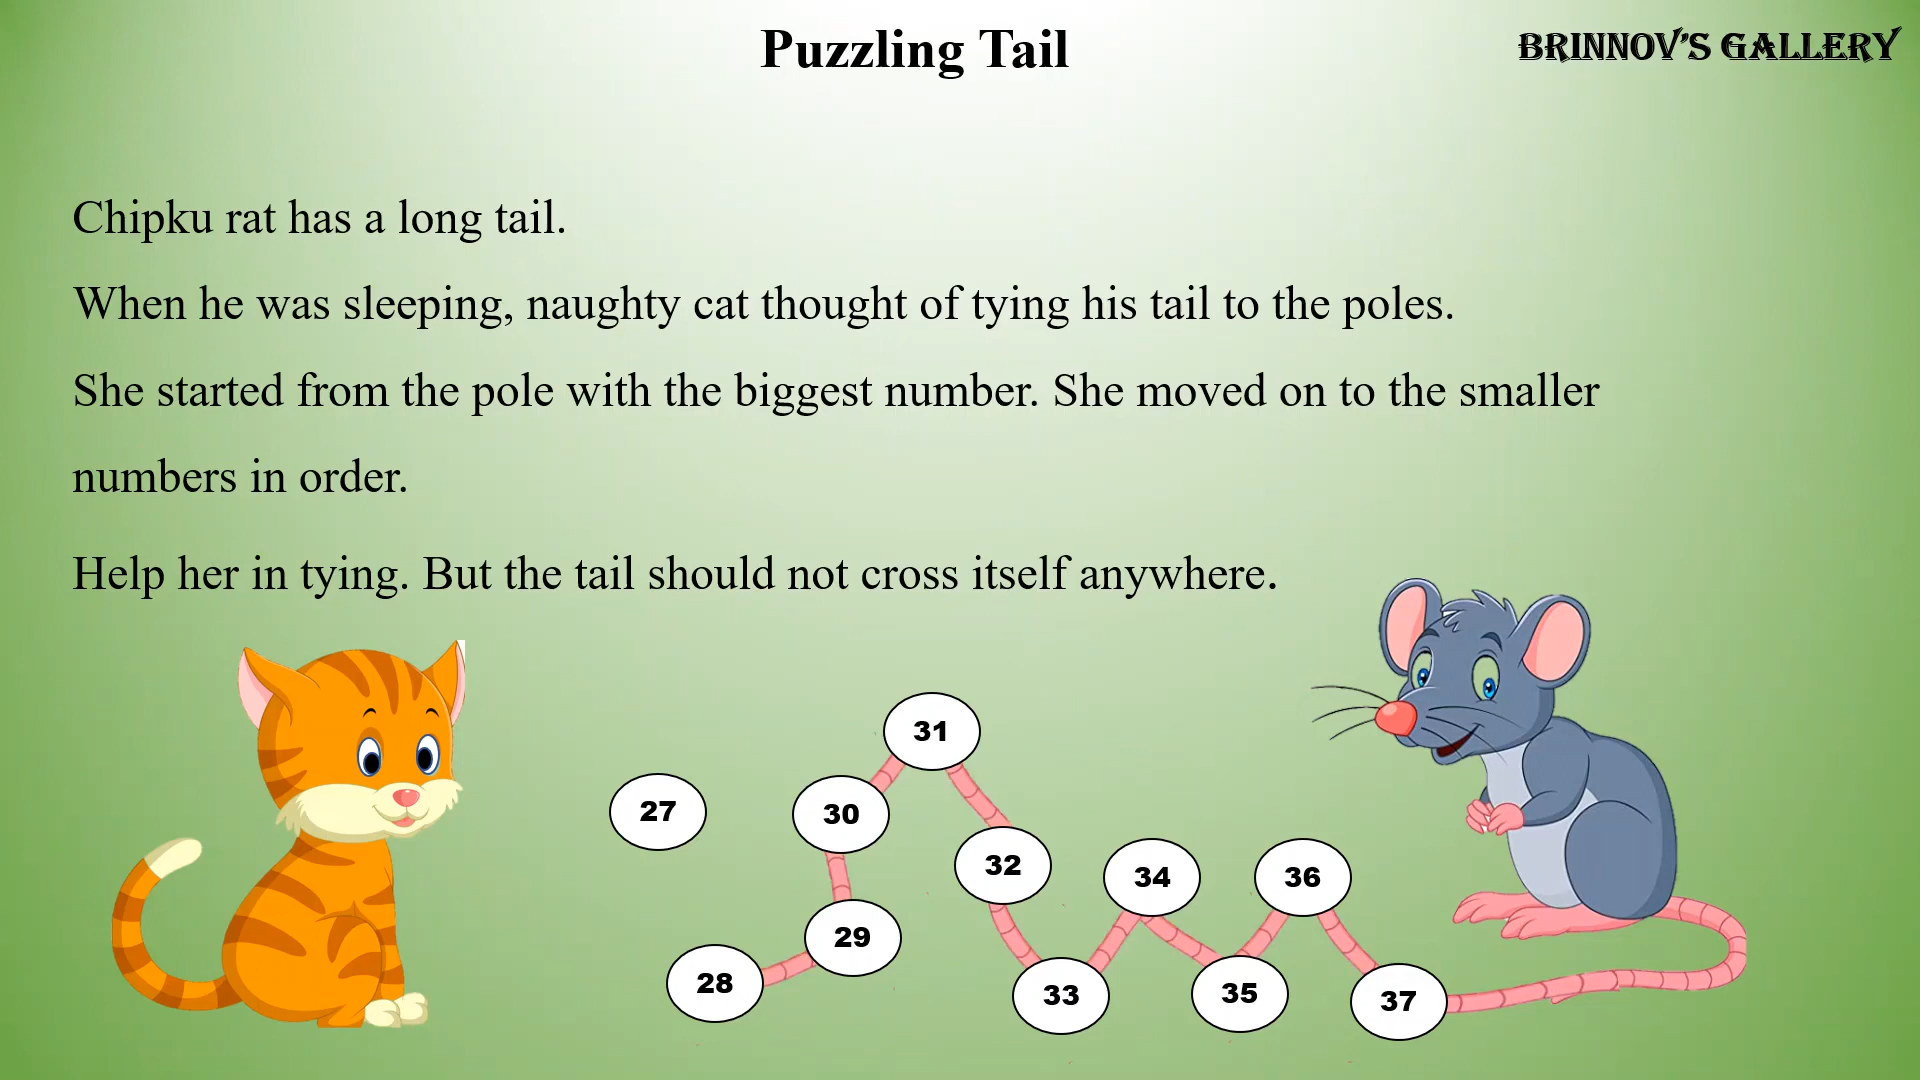 Puzzling Tail
BRINNOV'S GALLERY
Chipku rat has a long tail.
When he was sleeping, naughty cat thought of tying his tail to the poles.
She started from the pole with the biggest number. She moved on to the smaller
numbers in order.
Help her in tying. But the tail should not cross itself anywhere.
31
27
30
32
34
36
29
28
33
35
37